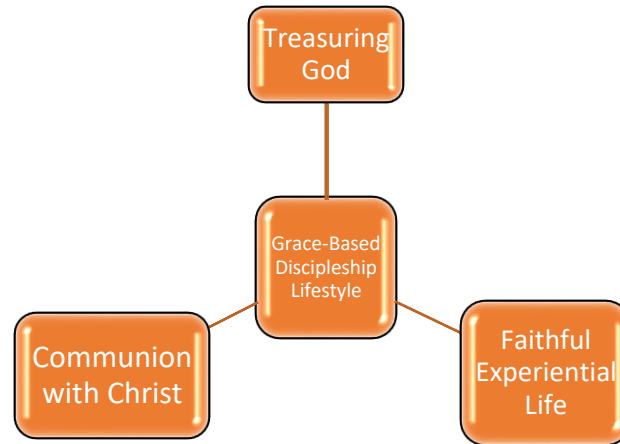 Treasuring
God
Grace-Based
Discipleship
Lifestyle
Communion
with Christ
Faithful
Experiential
Life